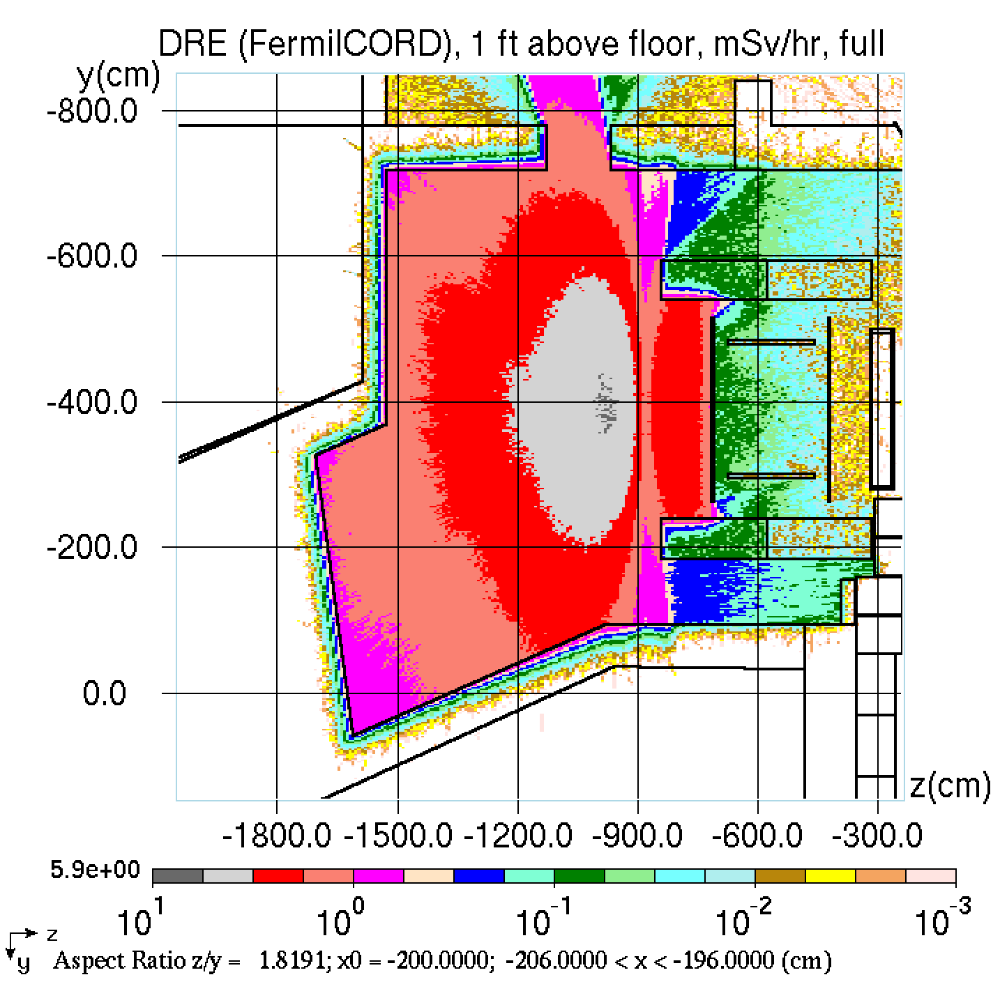 DRE (FermilCORD), 1 ft above floor, mSv/hr, full
y(cm)
-800.0
-600.0
-400.0
-200.0
0.0
z(cm)
-1800.0 -1500.0 -1200.0 -900.0 -600.0 -300.0
5.9e+00
10^1 10^0 10^-1 10^-2 10^-3
z
y
Aspect Ratio z/y = 1.8191; x0 = -200.0000; -206.0000 < x < -196.0000 (cm)